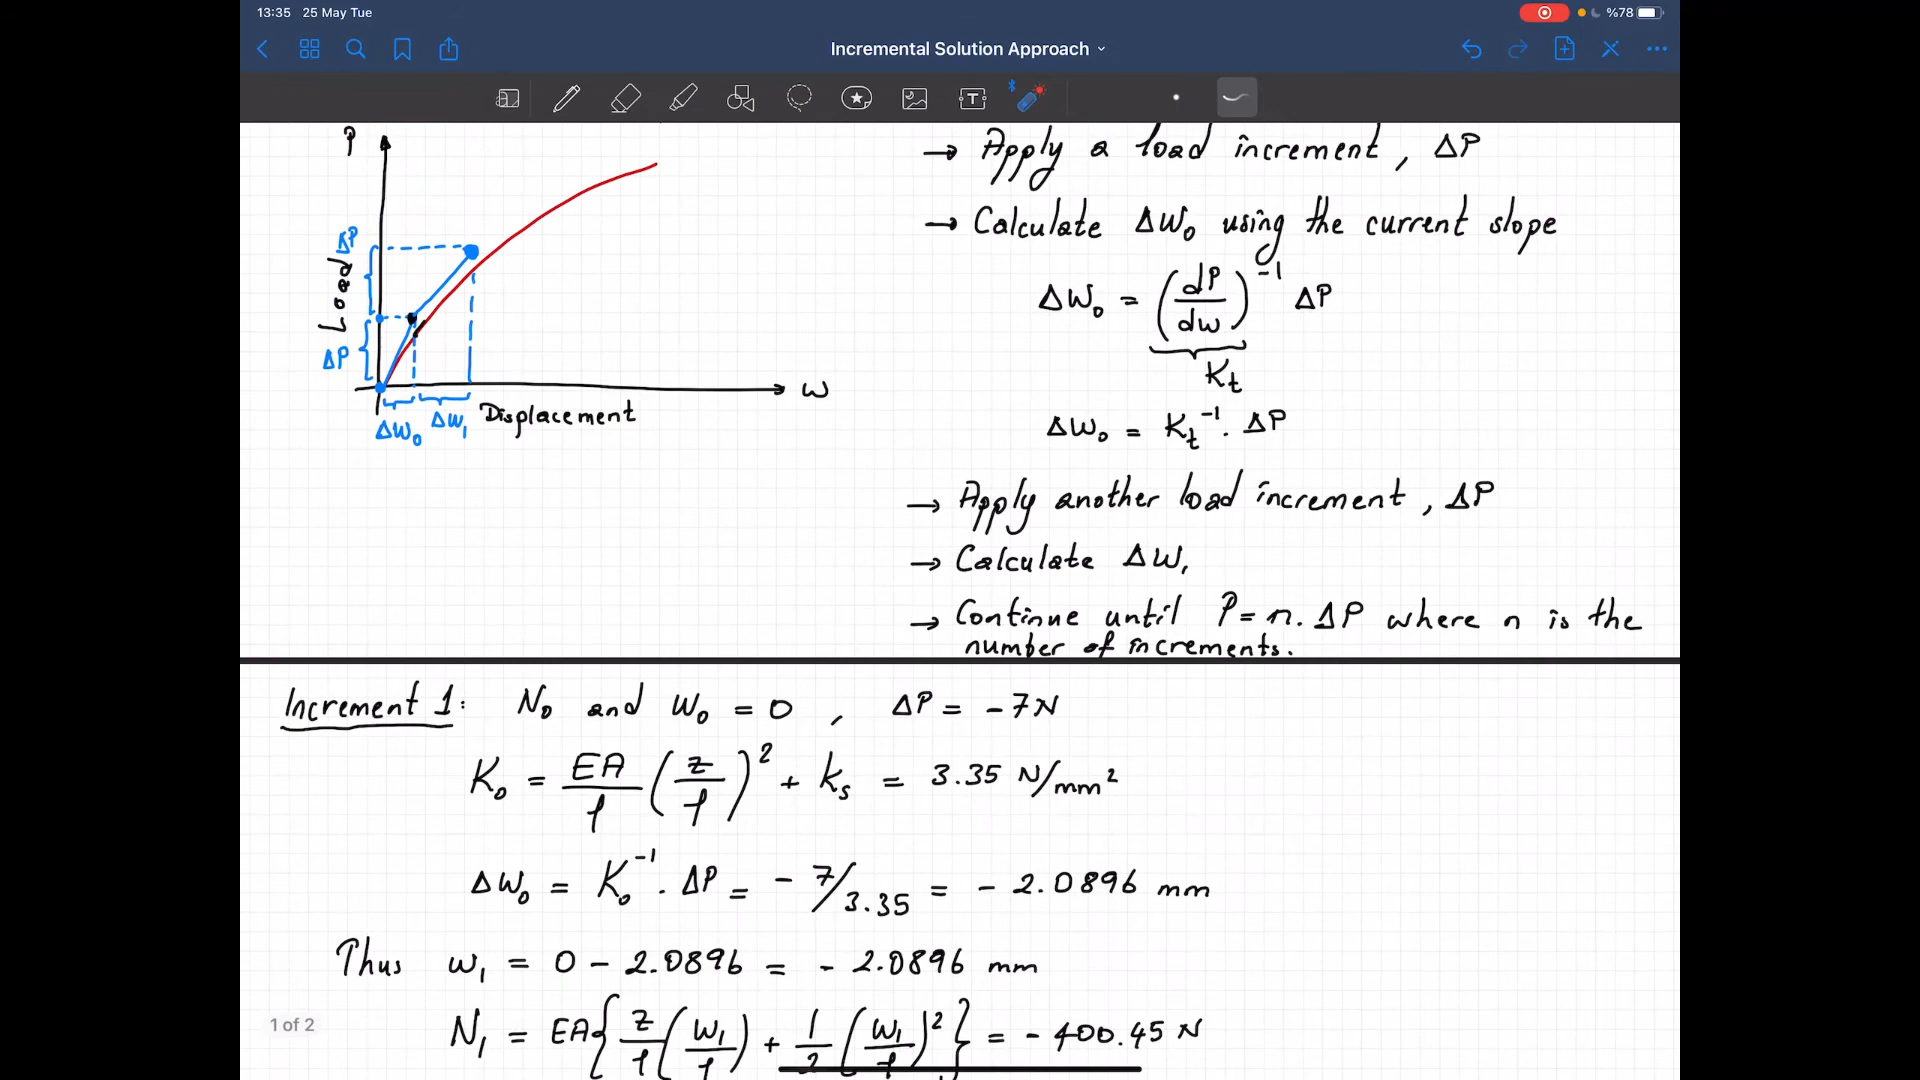 13:35 25 May Tue
%78
Incremental Solution Approach
P
Load
ΔP
ΔP
ΔW₀
ΔW₁
Displacement
w
→ Apply a load increment, ΔP
→ Calculate ΔW₀ using the current slope
ΔW₀ = (dP/dw)⁻¹ ΔP
Kt
ΔW₀ = Kt⁻¹. ΔP
→ Apply another load increment, ΔP
→ Calculate ΔW₁
→ Continue until P = n. ΔP where n is the
number of increments.
Increment 1: N₀ and W₀ = 0, ΔP = -7N
K₀ = EA/l (z/l)² + ks = 3.35 N/mm²
ΔW₀ = K₀⁻¹. ΔP = - 7/3.35 = - 2.0896 mm
Thus w₁ = 0 - 2.0896 = - 2.0896 mm
N₁ = EA{z/l (w₁/l) + 1/2 (w₁/l)²} = - 400.45 N
1 of 2